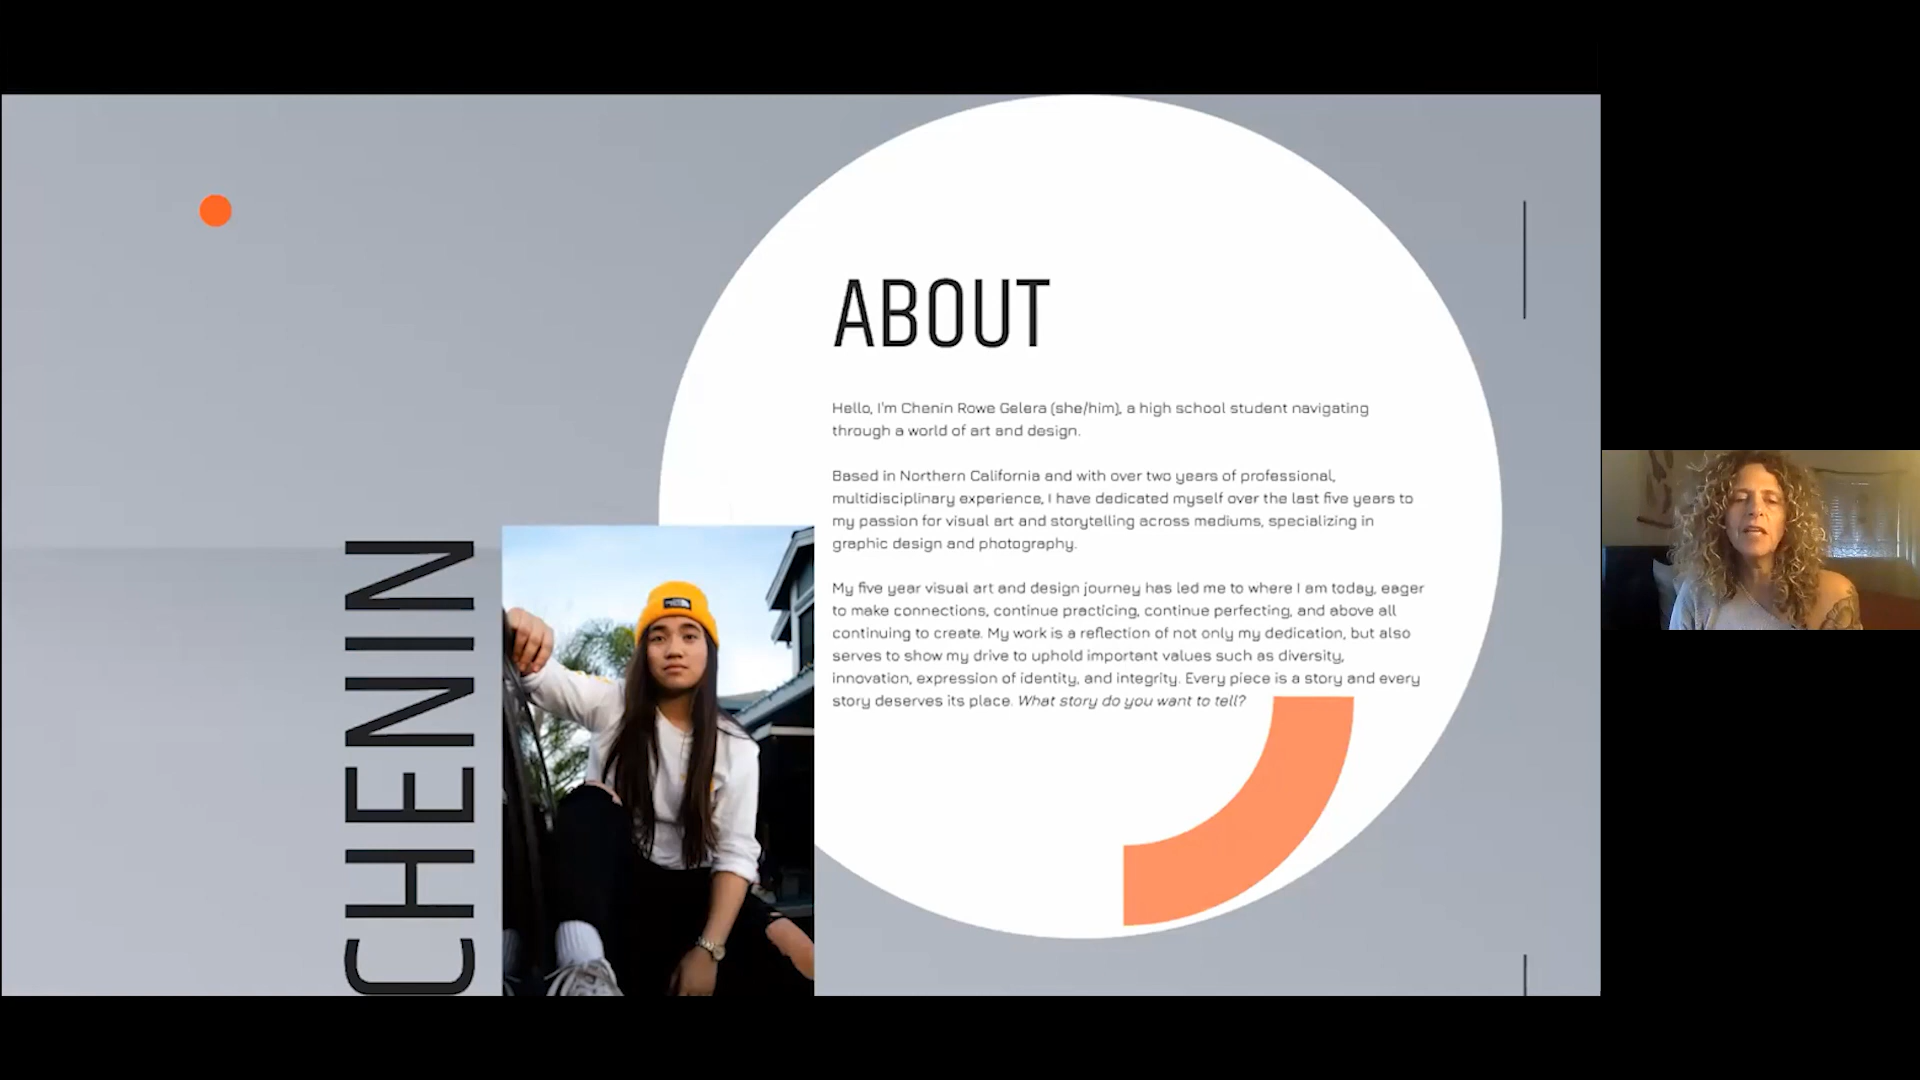 ABOUT
Hello, I'm Chenin Rowe Gelera (she/him), a high school student navigating
through a world of art and design.
Based in Northern California and with over two years of professional,
multidisciplinary experience, I have dedicated myself over the last five years to
my passion for visual art and storytelling across mediums, specializing in
graphic design and photography.
My five year visual art and design journey has led me to where I am today, eager
to make connections, continue practicing, continue perfecting, and above all
continuing to create. My work is a reflection of not only my dedication, but also
serves to show my drive to uphold important values such as diversity,
innovation, expression of identity, and integrity. Every piece is a story and every
story deserves its place. What story do you want to tell?
CHENIN